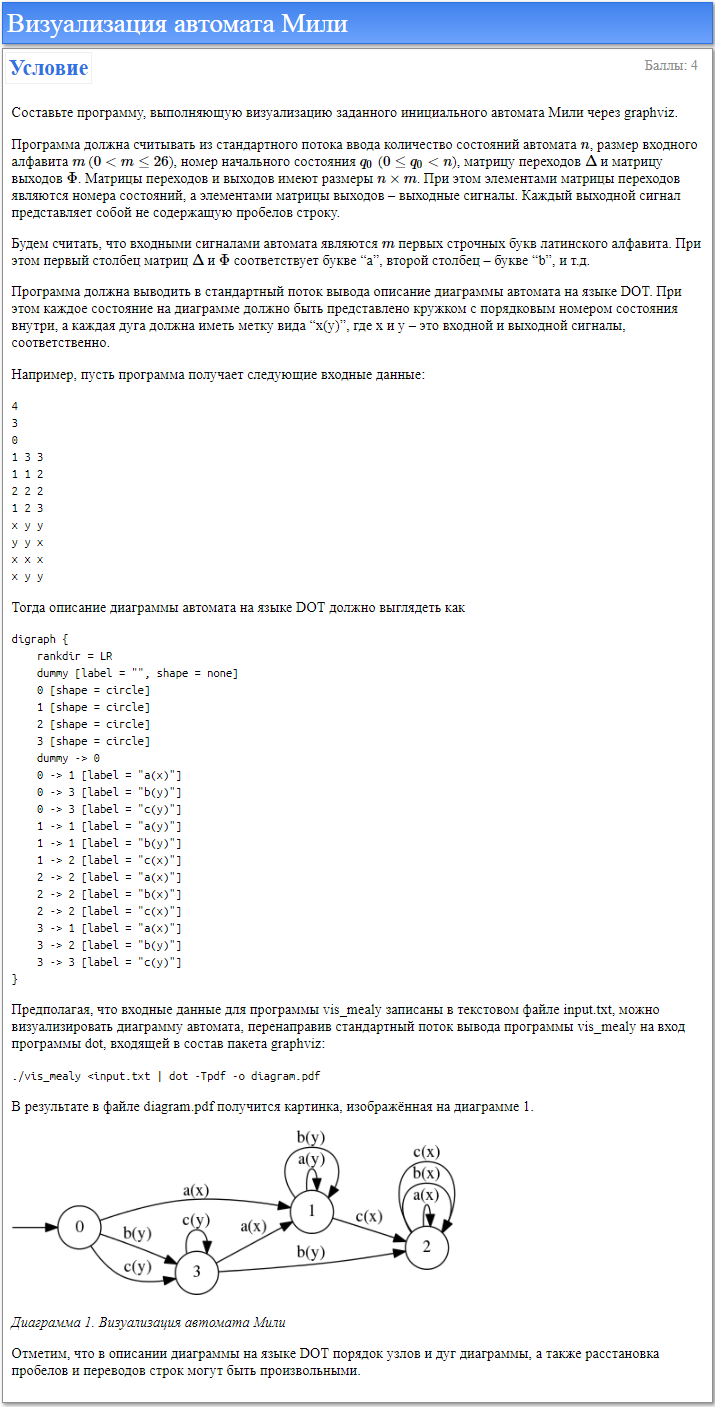 Визуализация автомата Мили
Условие
Баллы: 4
Составьте программу, выполняющую визуализацию заданного инициального автомата Мили через graphviz.
Программа должна считывать из стандартного потока ввода количество состояний автомата n, размер входного
алфавита m (0 < m ≤ 26), номер начального состояния q₀ (0 ≤ q₀ < n), матрицу переходов Δ и матрицу
выходов Φ. Матрицы переходов и выходов имеют размеры n × m. При этом элементами матрицы переходов
являются номера состояний, а элементами матрицы выходов – выходные сигналы. Каждый выходной сигнал
представляет собой не содержащую пробелов строку.
Будем считать, что входными сигналами автомата являются m первых строчных букв латинского алфавита. При
этом первый столбец матриц Δ и Φ соответствует букве “a”, второй столбец – букве “b”, и т.д.
Программа должна выводить в стандартный поток вывода описание диаграммы автомата на языке DOT. При
этом каждое состояние на диаграмме должно быть представлено кружком с порядковым номером состояния
внутри, а каждая дуга должна иметь метку вида “x(y)”, где x и y – это входной и выходной сигналы,
соответственно.
Например, пусть программа получает следующие входные данные:
4
3
0
1 3 3
1 1 2
2 2 2
1 2 3
x y y
y y x
x x x
x y y
Тогда описание диаграммы автомата на языке DOT должно выглядеть как
digraph {
    rankdir = LR
    dummy [label = "", shape = none]
    0 [shape = circle]
    1 [shape = circle]
    2 [shape = circle]
    3 [shape = circle]
    dummy -> 0
    0 -> 1 [label = "a(x)"]
    0 -> 3 [label = "b(y)"]
    0 -> 3 [label = "c(y)"]
    1 -> 1 [label = "a(y)"]
    1 -> 1 [label = "b(y)"]
    1 -> 2 [label = "c(x)"]
    2 -> 2 [label = "a(x)"]
    2 -> 2 [label = "b(x)"]
    2 -> 2 [label = "c(x)"]
    3 -> 1 [label = "a(x)"]
    3 -> 2 [label = "b(y)"]
    3 -> 3 [label = "c(y)"]
}
Предполагая, что входные данные для программы vis_mealy записаны в текстовом файле input.txt, можно
визуализировать диаграмму автомата, перенаправив стандартный поток вывода программы vis_mealy на вход
программы dot, входящей в состав пакета graphviz:
./vis_mealy <input.txt | dot -Tpdf -o diagram.pdf
В результате в файле diagram.pdf получится картинка, изображённая на диаграмме 1.
b(y)
a(y)
c(x)
b(x)
a(x)
a(x)
1
c(x)
c(y)
a(x)
0
b(y)
c(y)
3
b(y)
2
Диаграмма 1. Визуализация автомата Мили
Отметим, что в описании диаграммы на языке DOT порядок узлов и дуг диаграммы, а также расстановка
пробелов и переводов строк могут быть произвольными.